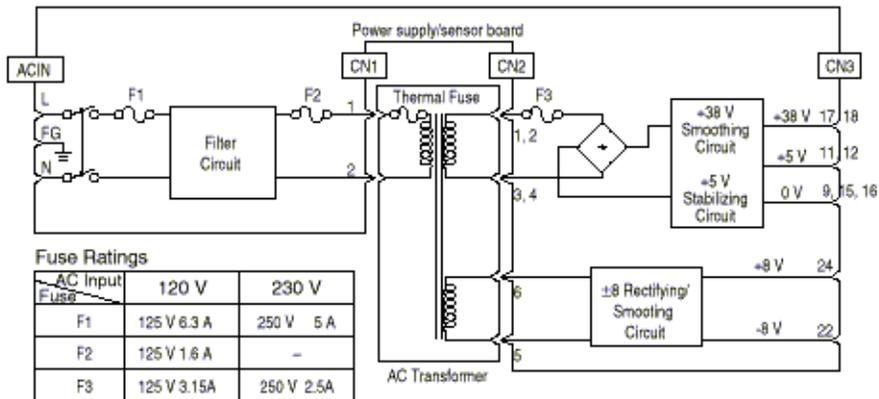 Power supply/sensor board
ACIN
CN1
CN2
CN3
L
F1
F2
1
Thermal Fuse
F3
1, 2
FG
Filter
Circuit
N
2
3, 4
+38 V
Smoothing
Circuit
+5 V
Stabilizing
Circuit
+38 V 17, 18
+5 V 11, 12
0 V 9, 15, 16
+8 V 24
6
±8 Rectifying/
Smooting
Circuit
-8 V 22
5
AC Transformer
Fuse Ratings
AC Input
Fuse
120 V
230 V
F1 125 V 6.3 A 250 V 5 A
F2 125 V 1.6 A –
F3 125 V 3.15A 250 V 2.5A